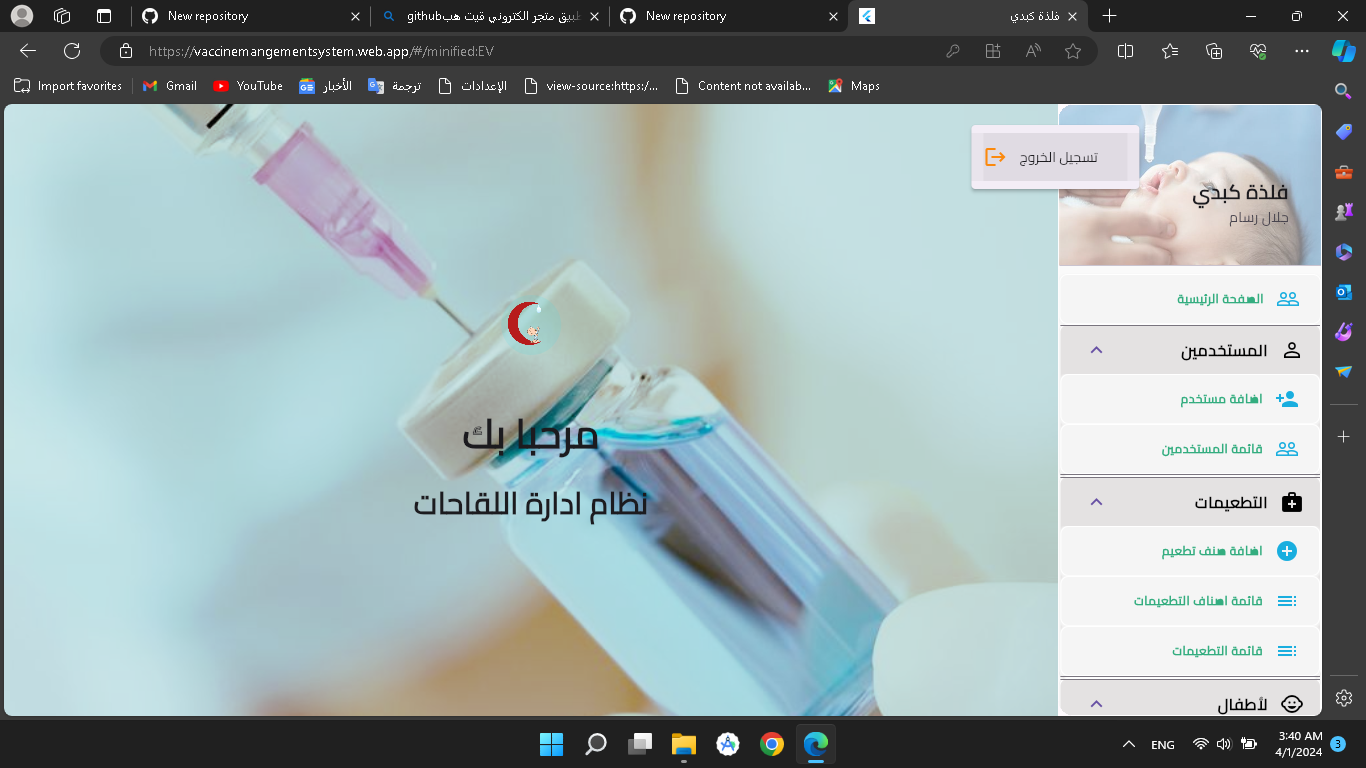 New repository
طبيق متجر الكتروني قيت هبgithub
New repository
فلذة كبدي
https://vaccinemangementsystem.web.app/#/minified:EV
Import favorites
Gmail
YouTube
الأخبار
ترجمة
الإعدادات
view-source:https:/...
Content not availab...
Maps
تسجيل الخروج
فلذة كبدي
جلال رسام
الصفحة الرئيسية
المستخدمين
اضافة مستخدم
قائمة المستخدمين
التطعيمات
اضافة صنف تطعيم
قائمة اصناف التطعيمات
قائمة التطعيمات
لأطفال
مرحبا بك
نظام ادارة اللقاحات
ENG
3:40 AM
4/1/2024
3